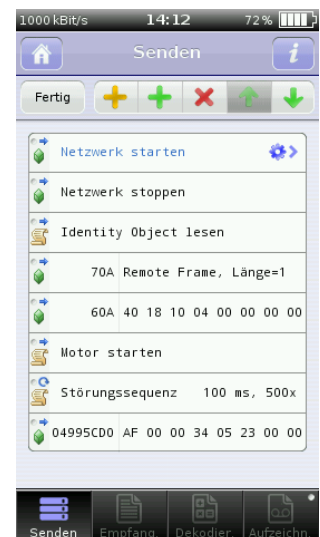 1000 kBit/s 14:12 72%
Senden
Fertig
Netzwerk starten
Netzwerk stoppen
Identity Object lesen
70A Remote Frame, Länge=1
60A 40 18 10 04 00 00 00 00
Motor starten
Störungssequenz 100 ms, 500x
04995CD0 AF 00 00 34 05 23 00 00
Senden Empfang. Dekodier. Aufzeichn.